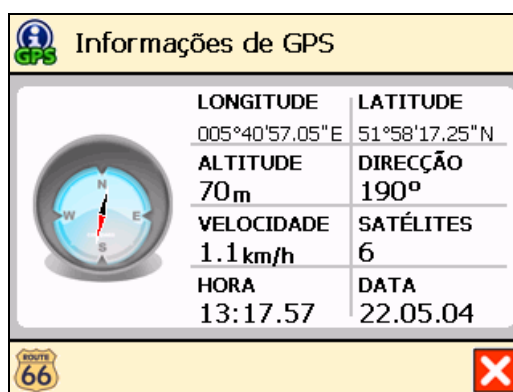 GPS
Informações de GPS
LONGITUDE LATITUDE
005°40'57.05"E 51°58'17.25"N
ALTITUDE DIRECÇÃO
70m 190º
N
W E
S
VELOCIDADE SATÉLITES
1.1km/h 6
HORA DATA
13:17.57 22.05.04
ROUTE
66